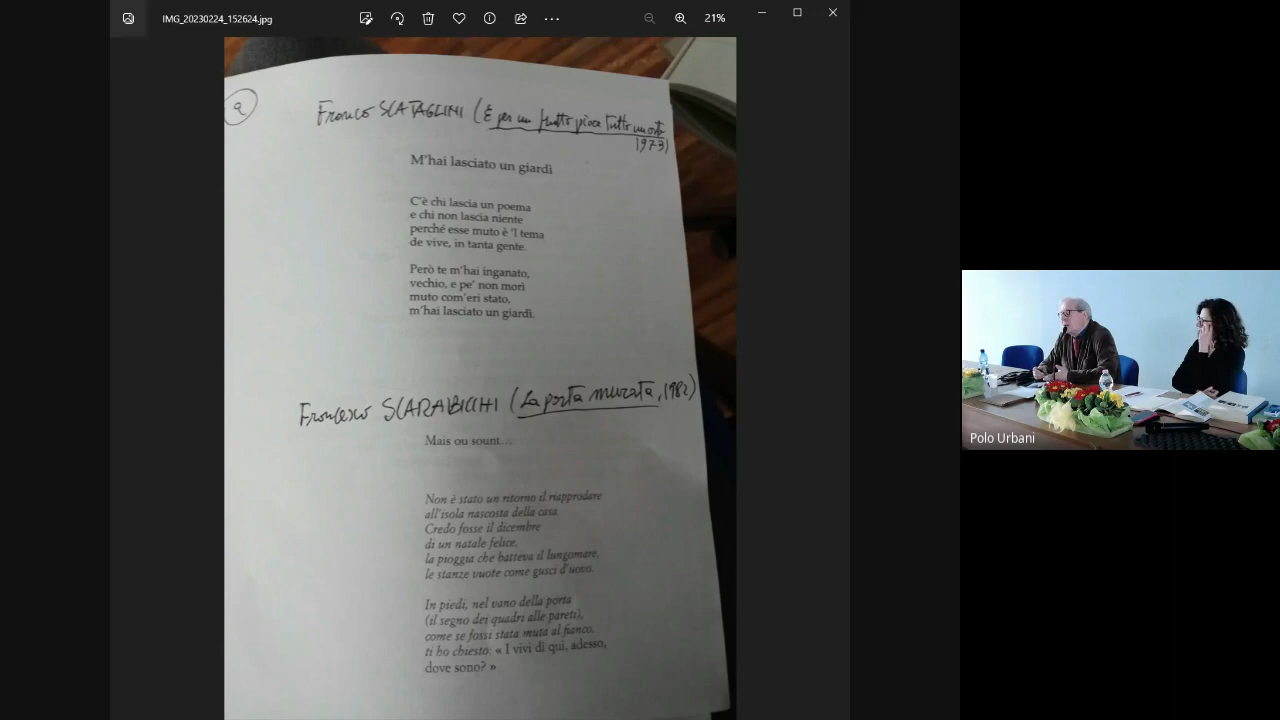 IMG_20230224_152624.jpg
21%
9
Franco SCATAGLINI (E per un frutto piace tutto un orto
1973)
M'hai lasciato un giardì
C'è chi lascia un poema
e chi non lascia niente
perché esse muto è 'l tema
de vive, in tanta gente.
Però te m'hai inganato,
vechio, e pe' non morì
muto com'eri stato,
m'hai lasciato un giardì.
Francesco SCARABICCHI (La porta murata, 1982)
Mais ou sount...
Non è stato un ritorno il riapprodare
all'isola nascosta della casa.
Credo fosse il dicembre
di un natale felice,
la pioggia che batteva il lungomare,
le stanze vuote come gusci d'uovo.
In piedi, nel vano della porta
(il segno dei quadri alle pareti),
come se fossi stata muta al fianco,
ti ho chiesto: « I vivi di qui, adesso,
dove sono? »
Polo Urbani